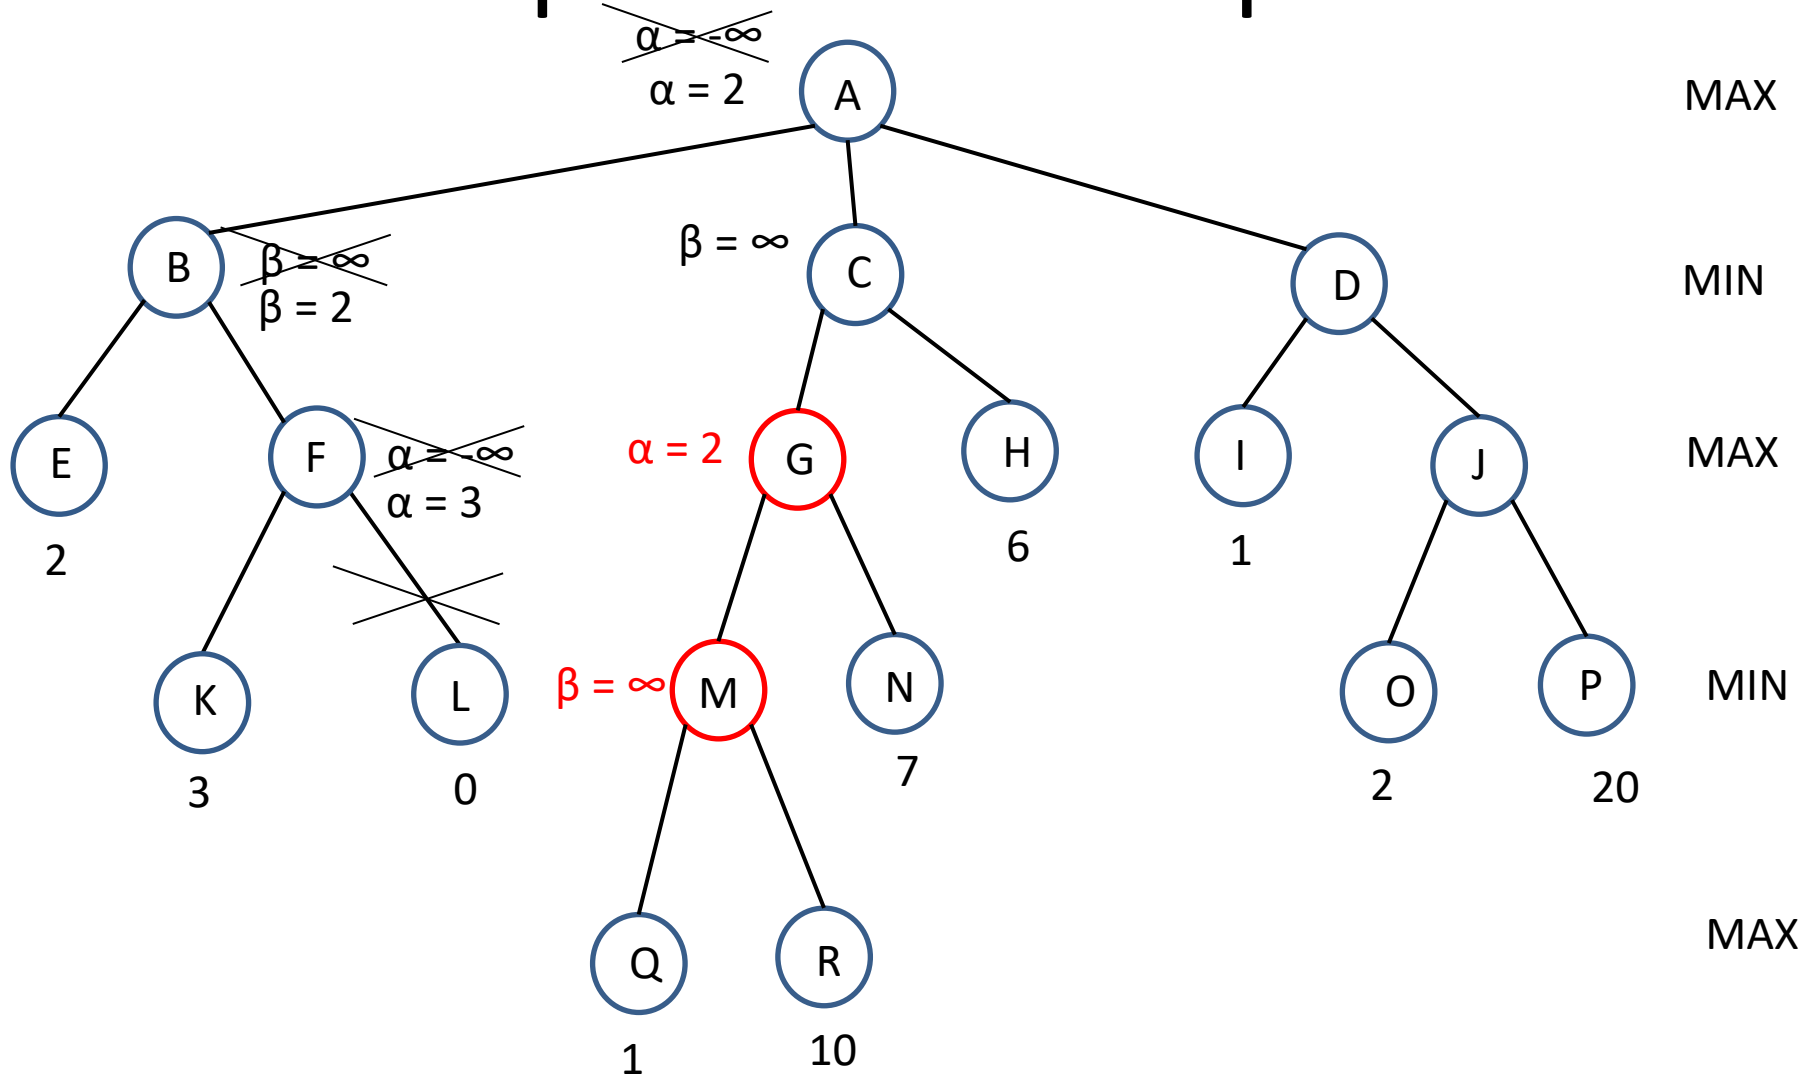 α = -∞
α = 2
A
MAX
B
β = ∞
β = 2
β = ∞
C
D
MIN
E
F
α = -∞
α = 3
α = 2
G
H
I
J
MAX
2
6
1
K
L
β = ∞
M
N
O
P
MIN
3
0
7
2
20
Q
R
MAX
1
10